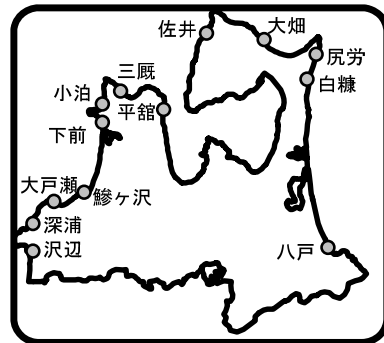 佐井
大畑
尻労
白糠
三厩
小泊
平舘
下前
大戸瀬
鰺ヶ沢
深浦
沢辺
八戸